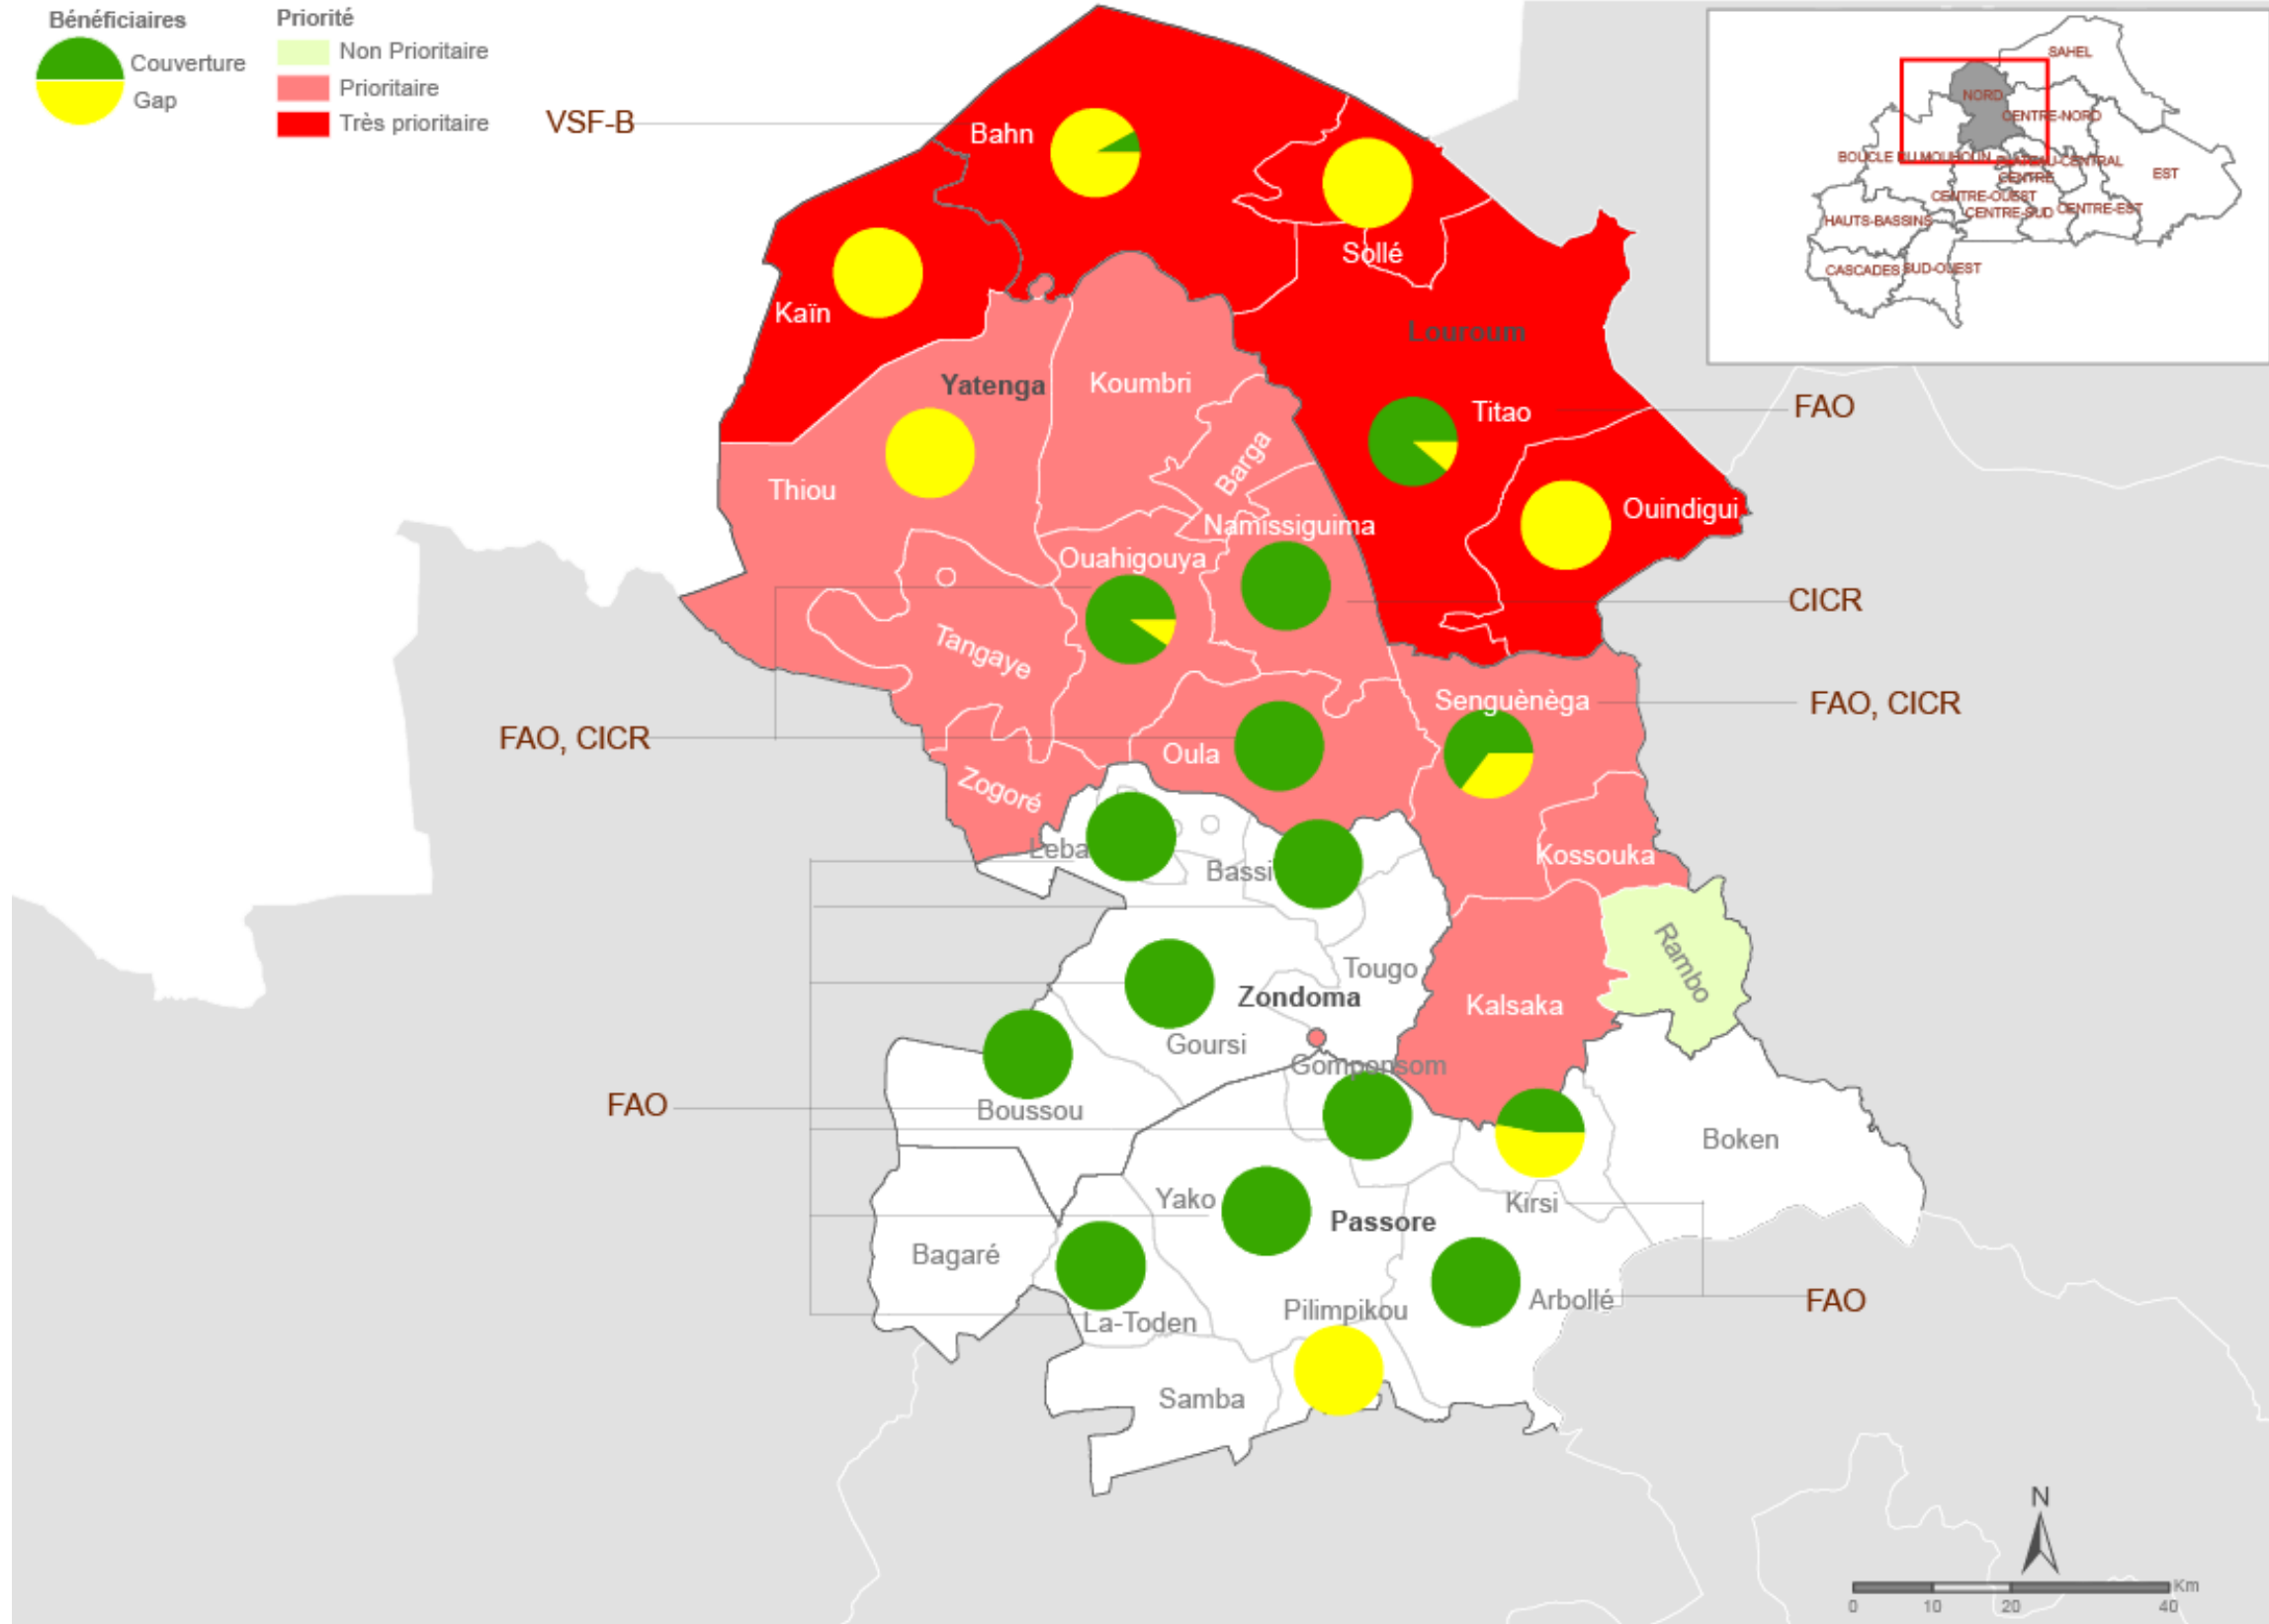 Bénéficiaires
Couverture
Gap
Priorité
Non Prioritaire
Prioritaire
Très prioritaire
SAHEL
NORD
CENTRE-NORD
BOUCLE DU MOUHOUN
PLATEAU-CENTRAL
CENTRE
EST
CENTRE-OUEST
CENTRE-SUD
CENTRE-EST
HAUTS-BASSINS
CASCADES
SUD-OUEST
VSF-B
Bahn
Sollé
Kaïn
Louroum
Yatenga
Koumbri
Titao
FAO
Barga
Thiou
Ouindigui
Namissiguima
Ouahigouya
CICR
Tangaye
Senguènèga
FAO, CICR
FAO, CICR
Oula
Zogoré
Leba
Bassi
Kossouka
Rambo
Tougo
Zondoma
Kalsaka
Goursi
Gomponsom
FAO
Boussou
Boken
Yako
Kirsi
Passore
Bagaré
Arbollé
FAO
Pilimpikou
La-Toden
Samba
N
Km
0 10 20 40